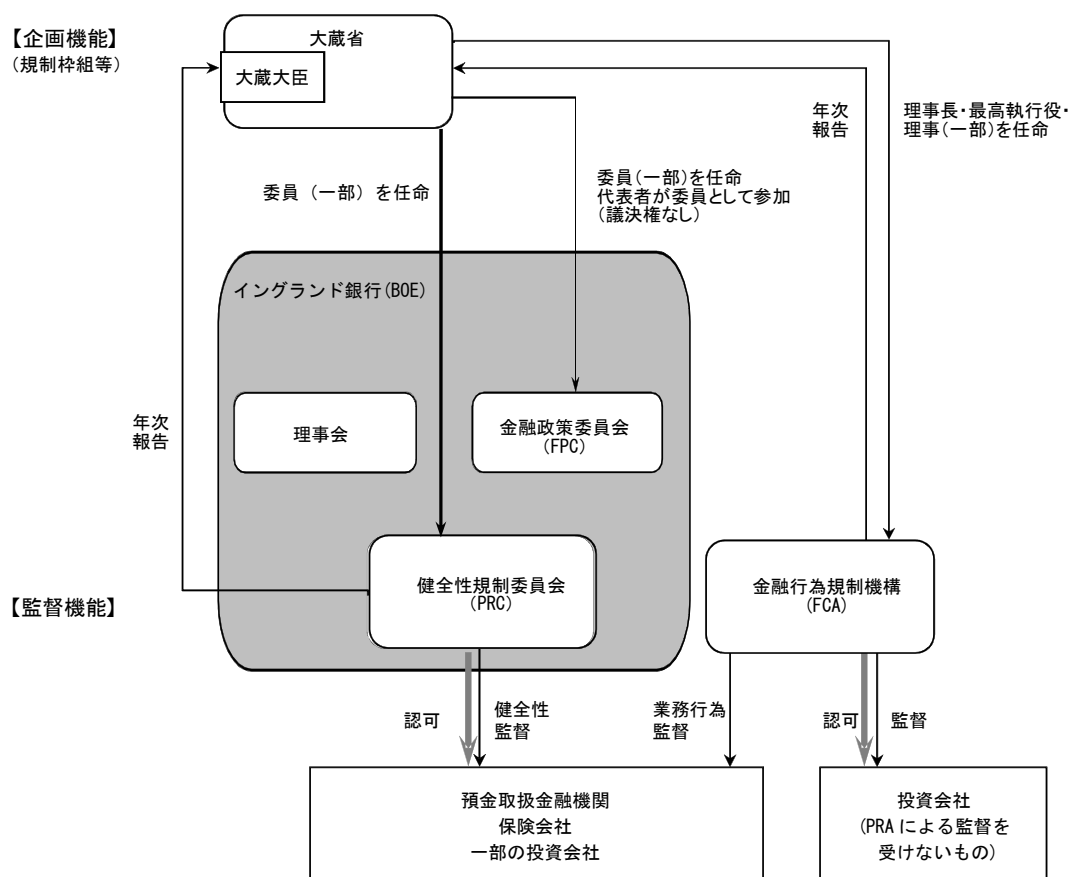 【企画機能】
(規制枠組等)
大蔵省
大蔵大臣
年次
報告
理事長・最高執行役・
理事(一部)を任命
委員（一部）を任命
委員(一部)を任命
代表者が委員として参加
(議決権なし)
イングランド銀行(BOE)
理事会
金融政策委員会
(FPC)
年次
報告
【監督機能】
健全性規制委員会
(PRC)
金融行為規制機構
(FCA)
認可
健全性
監督
業務行為
監督
認可
監督
預金取扱金融機関
保険会社
一部の投資会社
投資会社
(PRAによる監督を
受けないもの)